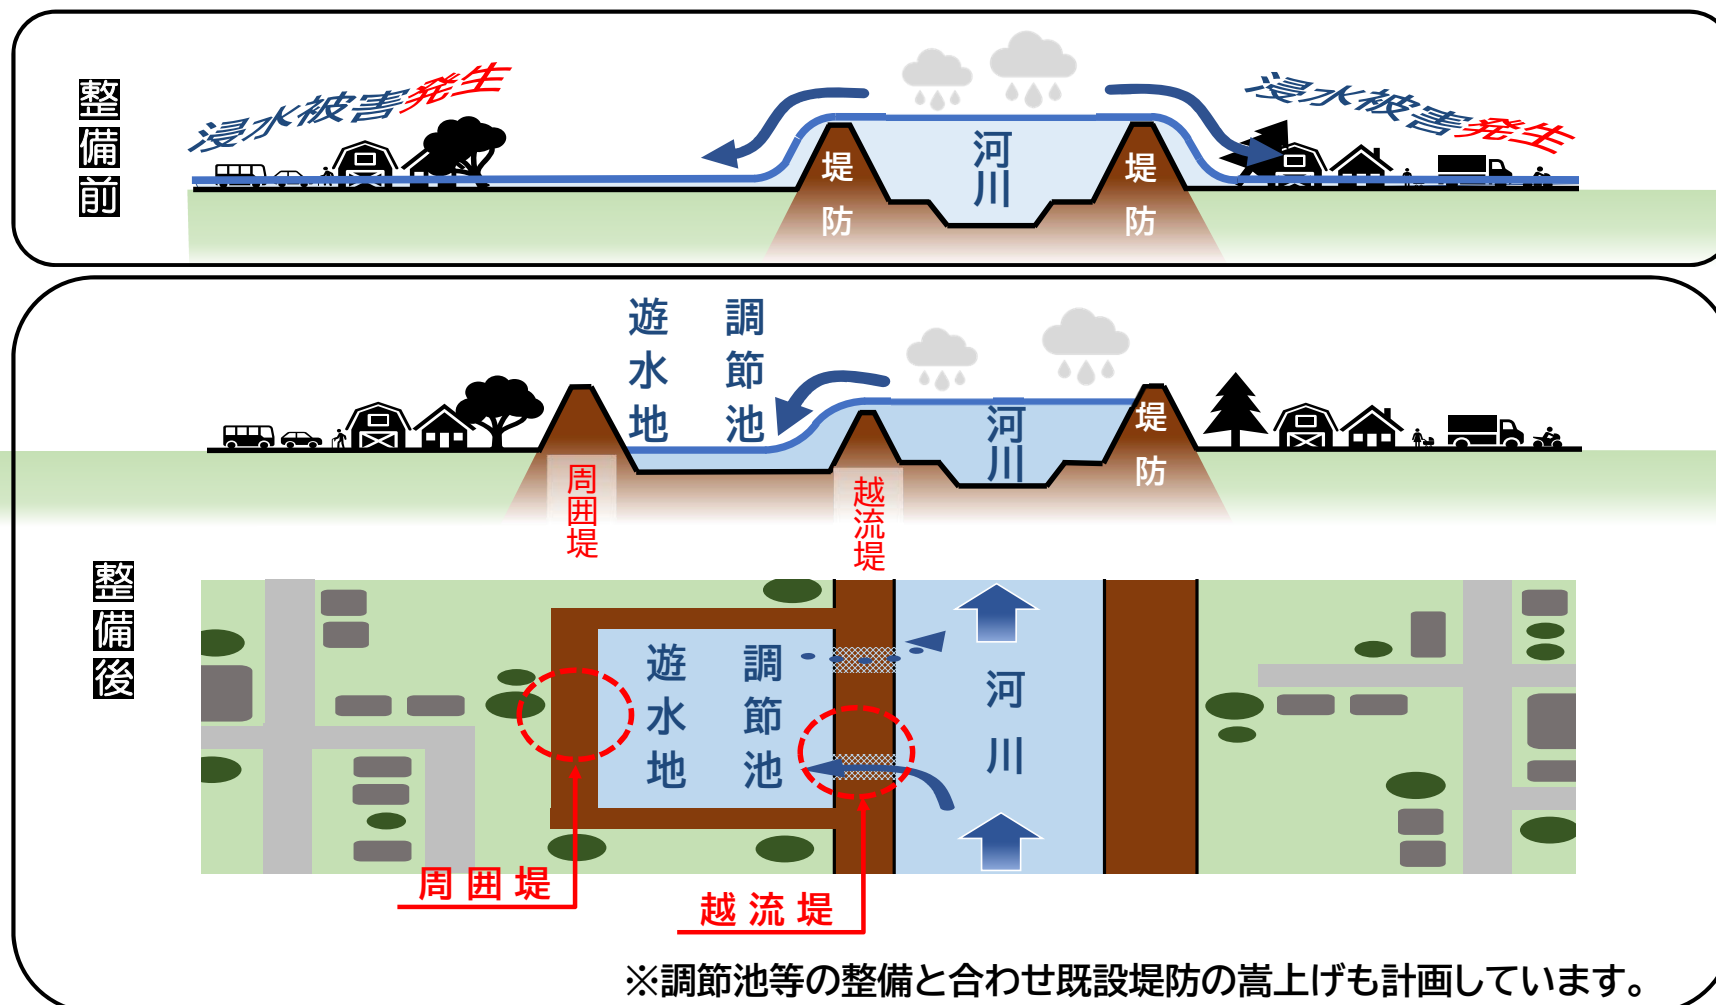 整備前
浸水被害発生
浸水被害発生
堤防
河川
堤防
整備後
調節池
遊水地
河川
堤防
周囲堤
越流堤
調節池
遊水地
河川
周囲堤
越流堤
※調節池等の整備と合わせ既設堤防の嵩上げも計画しています。